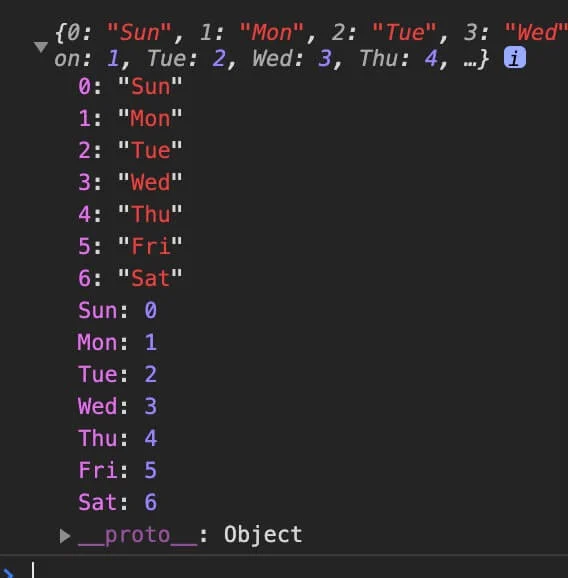 {0: "Sun", 1: "Mon", 2: "Tue", 3: "Wed"
on: 1, Tue: 2, Wed: 3, Thu: 4, …} i
0: "Sun"
1: "Mon"
2: "Tue"
3: "Wed"
4: "Thu"
5: "Fri"
6: "Sat"
Sun: 0
Mon: 1
Tue: 2
Wed: 3
Thu: 4
Fri: 5
Sat: 6
__proto__: Object